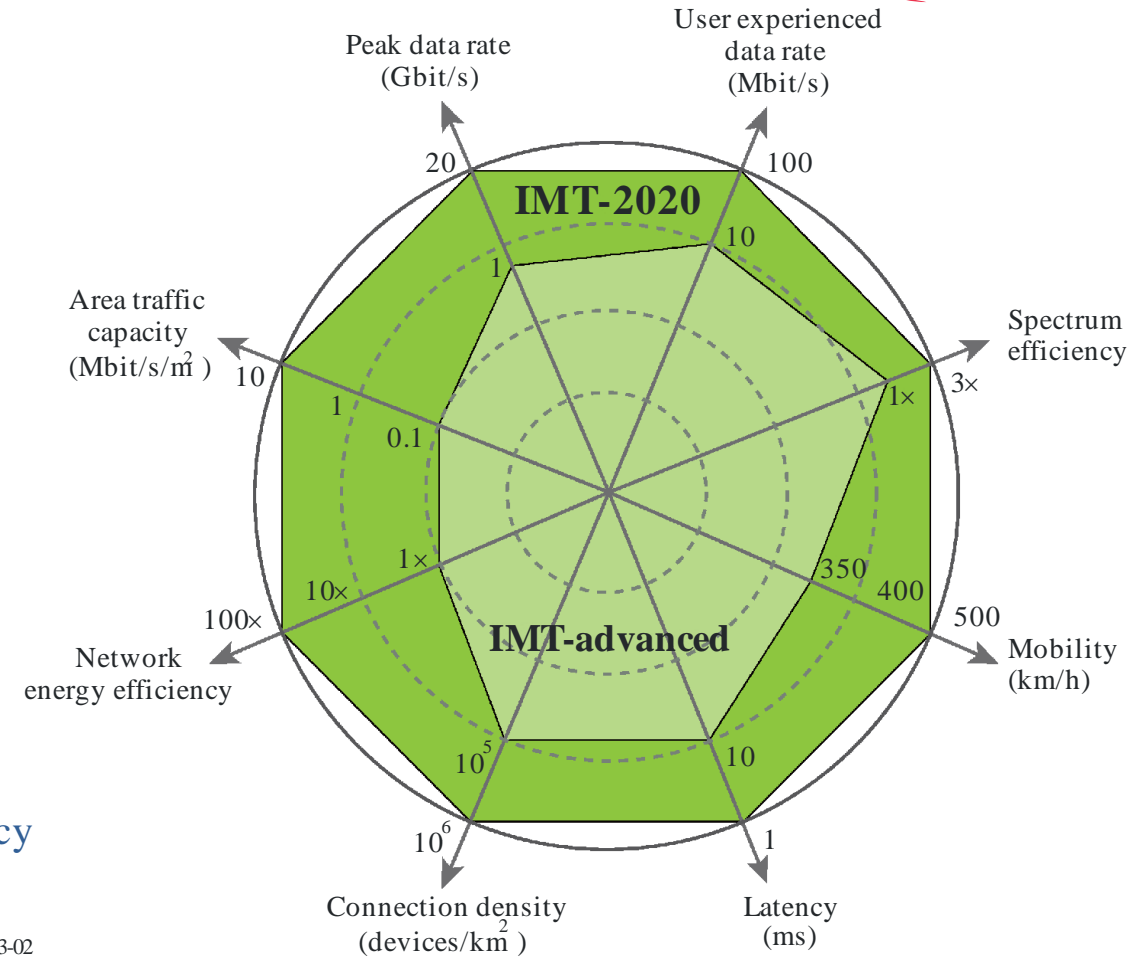 User experienced
data rate
(Mbit/s)
Peak data rate
(Gbit/s)
20
100
IMT-2020
10
1
Area traffic
capacity
(Mbit/s/m²)
10
1
0.1
Spectrum
efficiency
3×
1×
1×
10×
100×
Network
energy efficiency
350
400
500
Mobility
(km/h)
IMT-advanced
10⁵
10
10⁶
1
Connection density
(devices/km²)
Latency
(ms)
cy
3-02